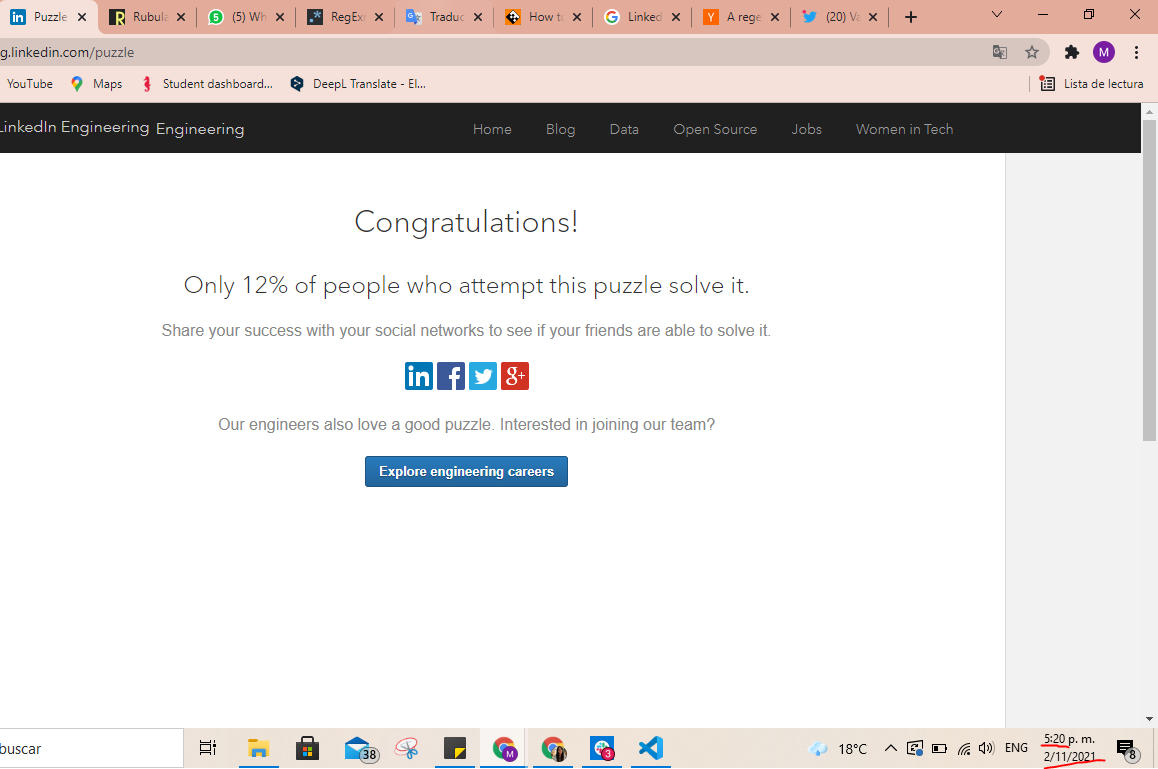 Puzzle
Rubula
(5) Wh
RegEx
Traduc
How to
Linked
A rege
(20) Va
g.linkedin.com/puzzle
M
YouTube
Maps
Student dashboard...
DeepL Translate - El...
Lista de lectura
LinkedIn Engineering Engineering
Home
Blog
Data
Open Source
Jobs
Women in Tech
Congratulations!
Only 12% of people who attempt this puzzle solve it.
Share your success with your social networks to see if your friends are able to solve it.
in f g+
Our engineers also love a good puzzle. Interested in joining our team?
Explore engineering careers
buscar
38
M
3
18°C
ENG
5:20 p. m.
2/11/2021
8